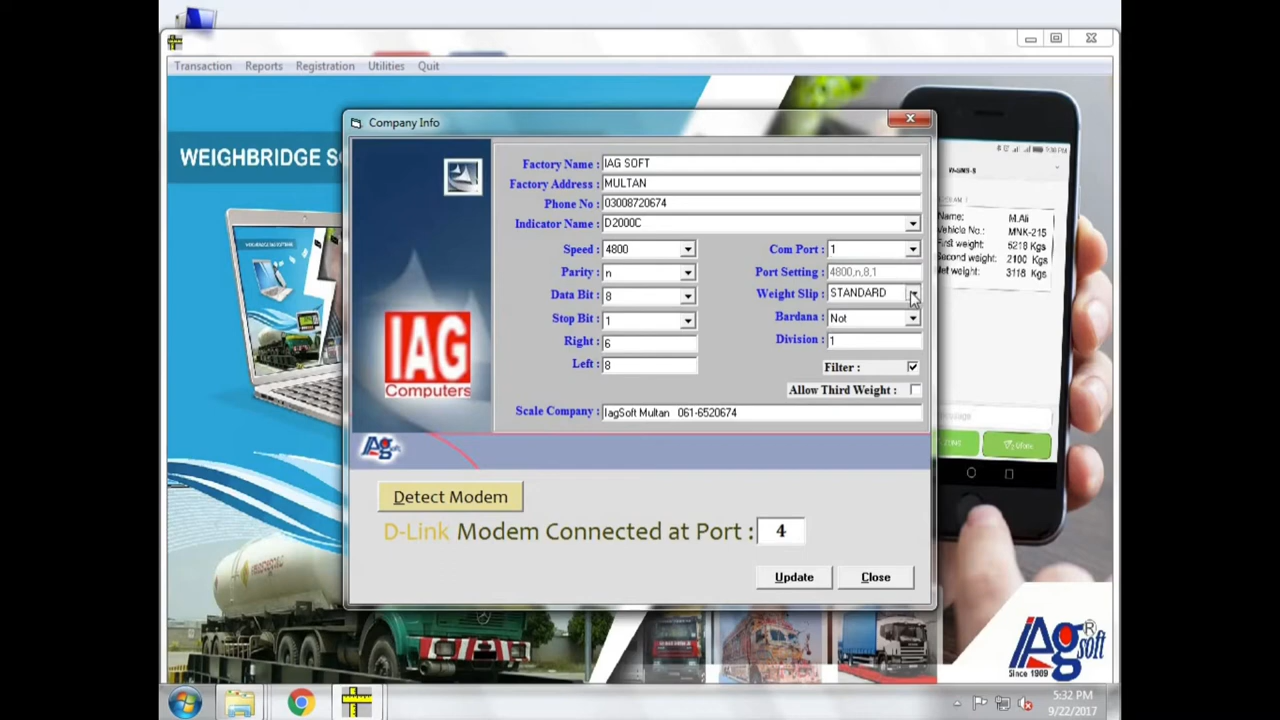 Transaction Reports Registration Utilities Quit
WEIGHBRIDGE
Company Info
Factory Name : IAG SOFT
Factory Address : MULTAN
Phone No : 03008720674
Indicator Name : D2000C
Speed : 4800 Com Port : 1
Parity : n Port Setting : 4800,n,8,1
Data Bit : 8 Weight Slip : STANDARD
Stop Bit : 1 Bardana : Not
Right : 6 Division : 1
Left : 8 Filter :
Allow Third Weight :
Scale Company : IagSoft Multan 061-6520674
IAG
Computers
AGsoft
Detect Modem
D-Link Modem Connected at Port : 4
Update Close
Name: M.Ali
Vehicle No.: MNK-215
First weight: 5218 Kgs
Second weight: 2100 Kgs
Net weight: 3118 Kgs
More
IAGsoft
R
Since 1989
5:32 PM
9/22/2017